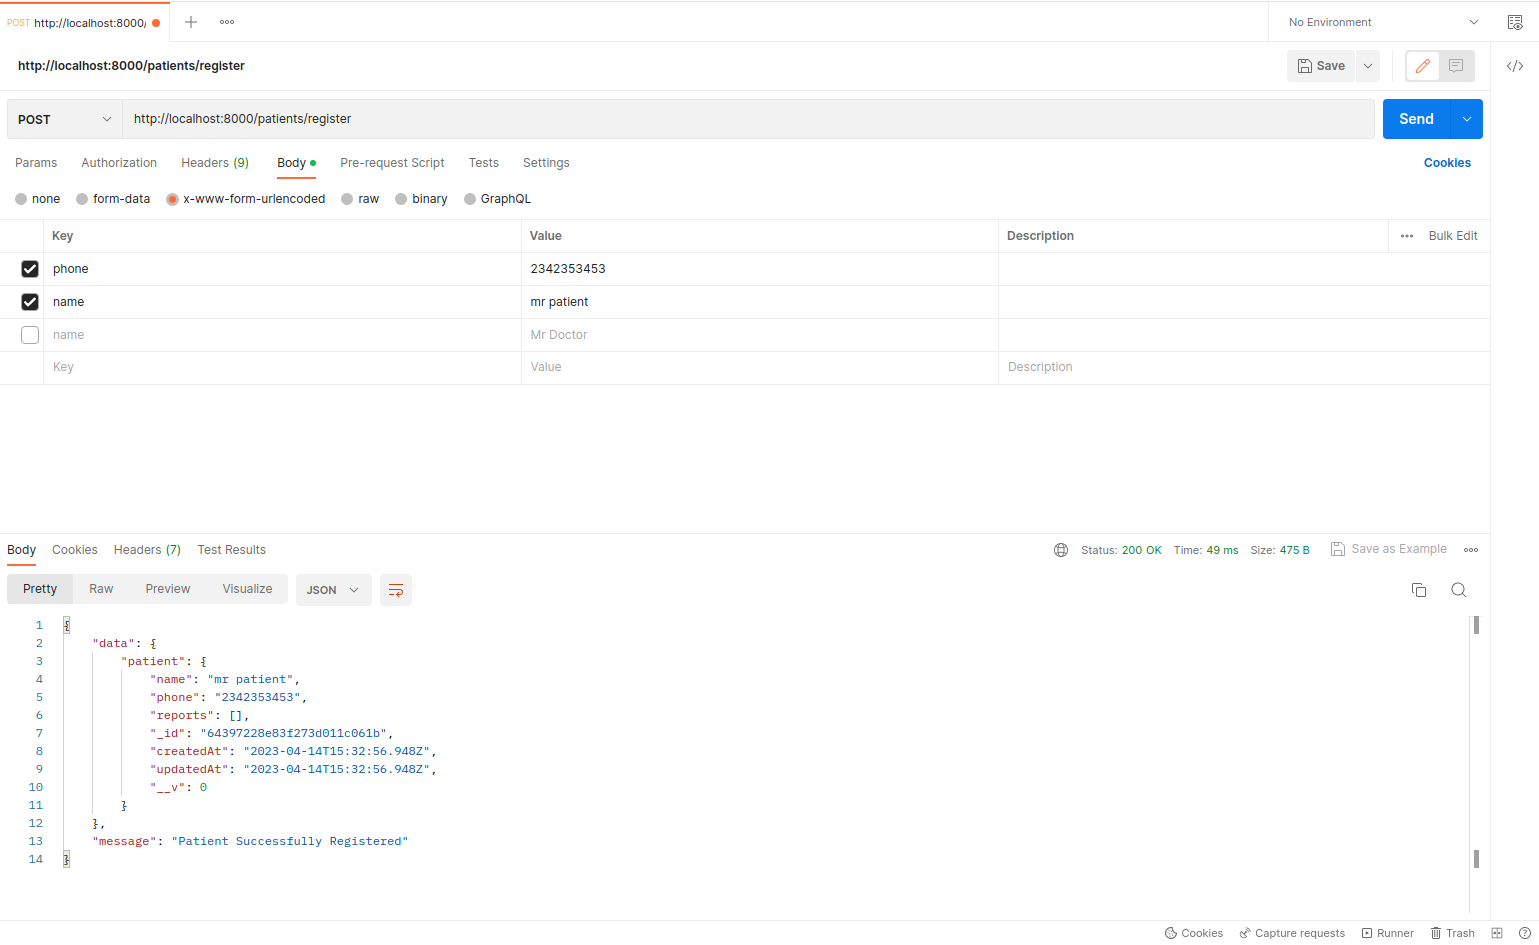 POST http://localhost:8000/
No Environment
http://localhost:8000/patients/register
Save
POST http://localhost:8000/patients/register Send
Params Authorization Headers (9) Body Pre-request Script Tests Settings Cookies
none form-data x-www-form-urlencoded raw binary GraphQL
Key Value Description Bulk Edit
phone 2342353453
name mr patient
name Mr Doctor
Key Value Description
Body Cookies Headers (7) Test Results Status: 200 OK Time: 49 ms Size: 475 B Save as Example
Pretty Raw Preview Visualize JSON
1 {
2 "data": {
3 "patient": {
4 "name": "mr patient",
5 "phone": "2342353453",
6 "reports": [],
7 "_id": "64397228e83f273d011c061b",
8 "createdAt": "2023-04-14T15:32:56.948Z",
9 "updatedAt": "2023-04-14T15:32:56.948Z",
10 "__v": 0
11 }
12 },
13 "message": "Patient Successfully Registered"
14 }
Cookies Capture requests Runner Trash